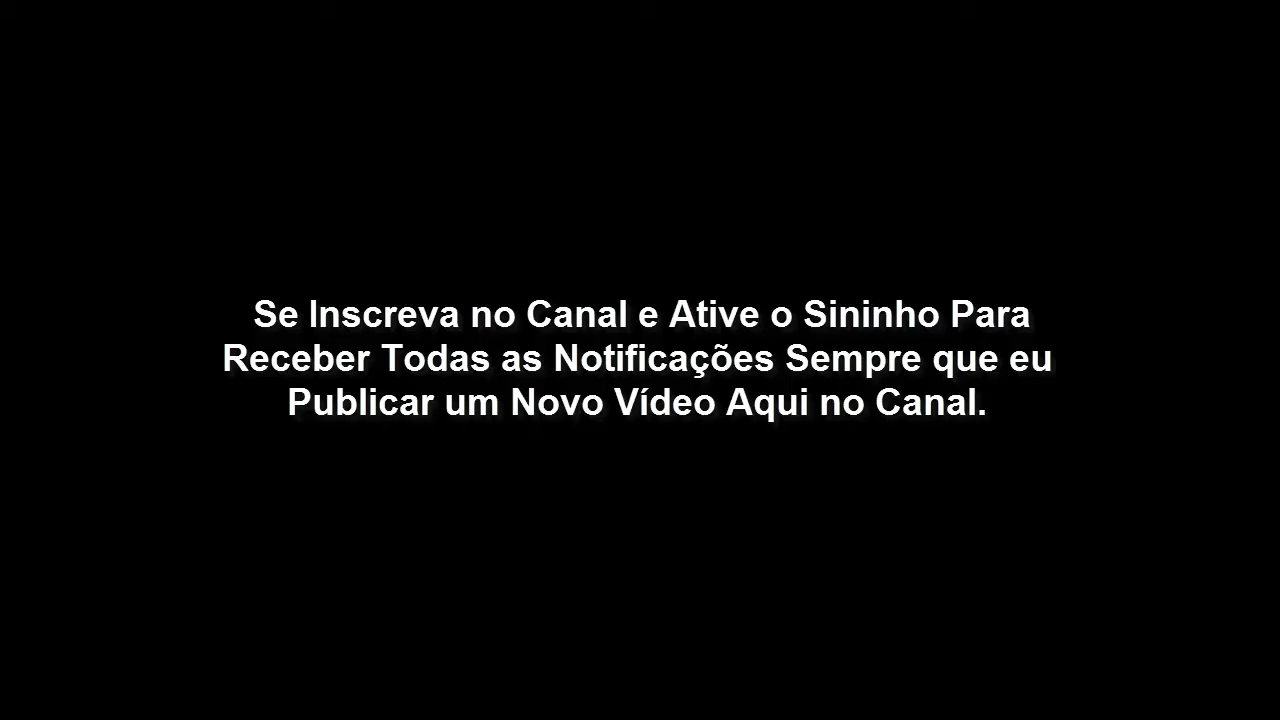 Se Inscreva no Canal e Ative o Sininho Para
Receber Todas as Notificações Sempre que eu
Publicar um Novo Vídeo Aqui no Canal.